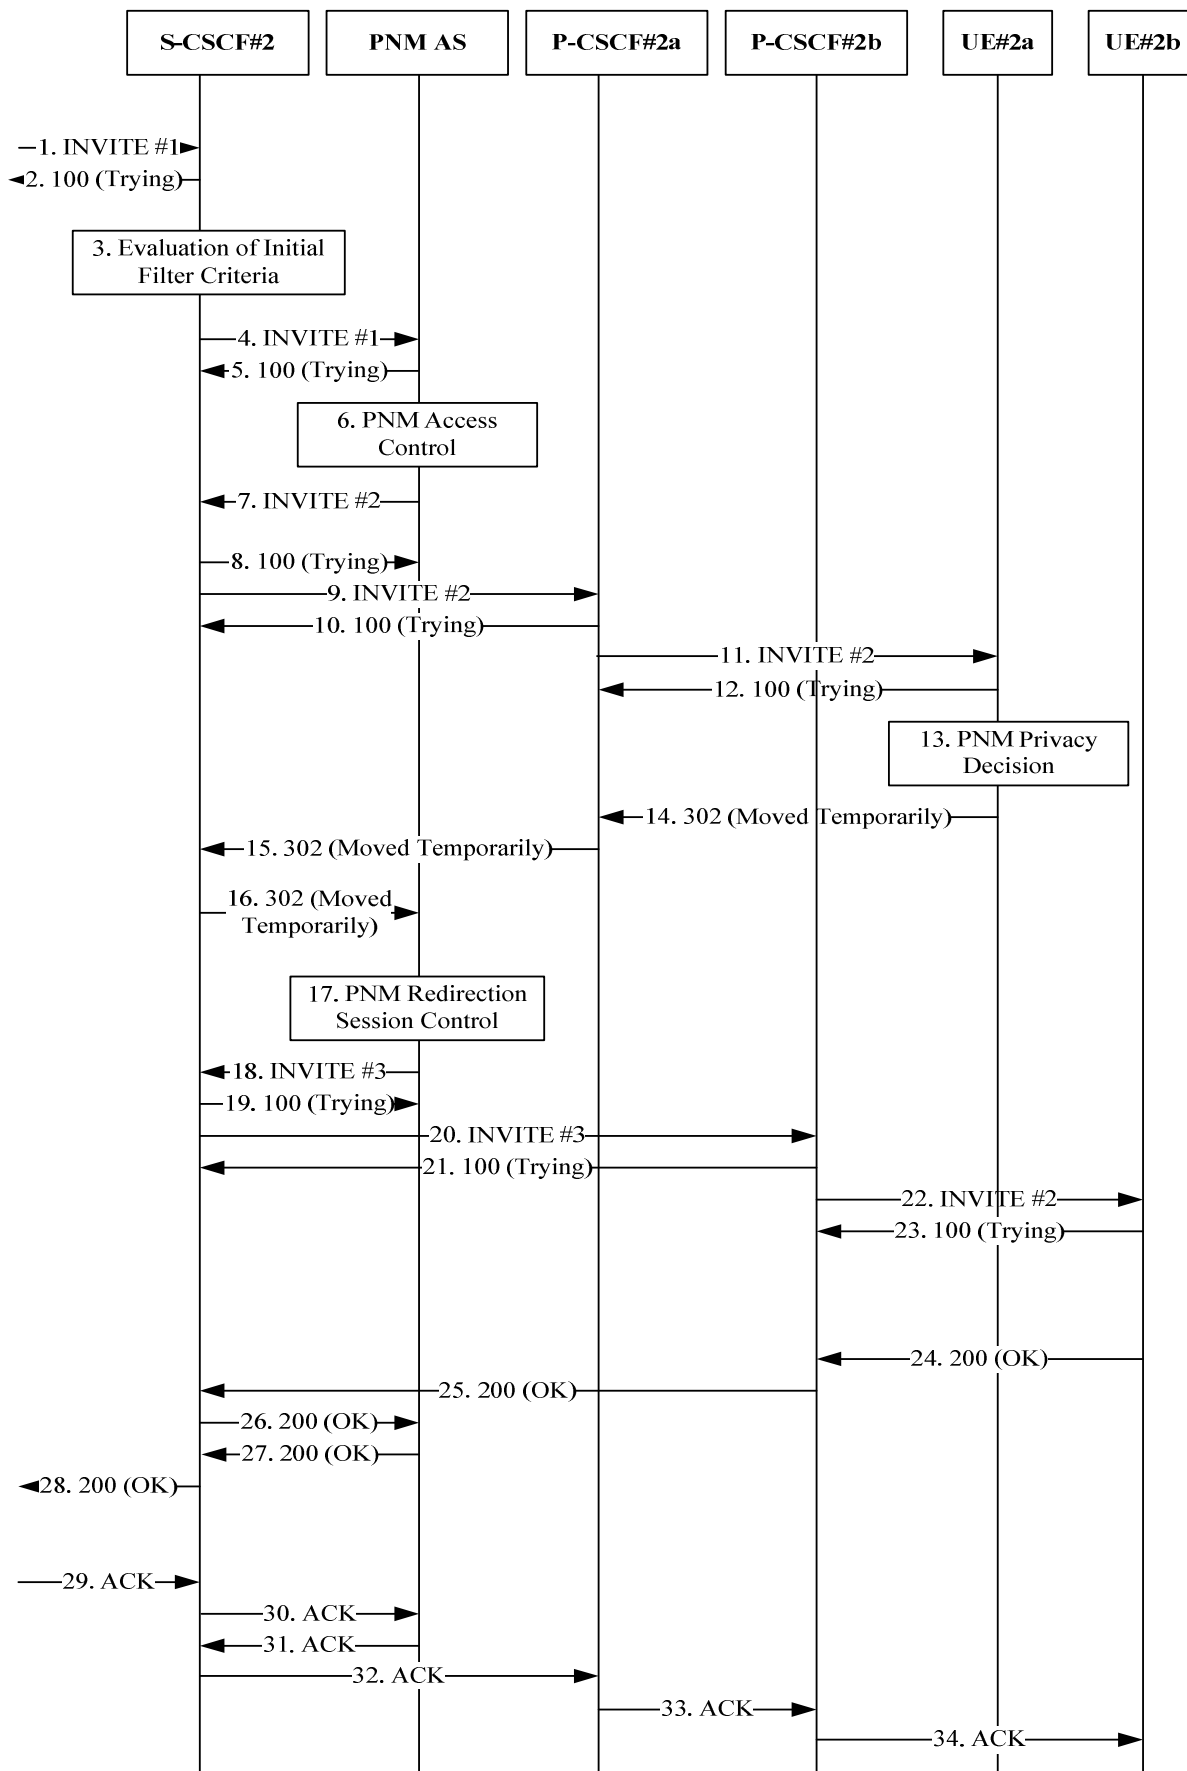 S-CSCF#2
PNM AS
P-CSCF#2a
P-CSCF#2b
UE#2a
UE#2b
1. INVITE #1
2. 100 (Trying)
3. Evaluation of Initial
Filter Criteria
4. INVITE #1
5. 100 (Trying)
6. PNM Access
Control
7. INVITE #2
8. 100 (Trying)
9. INVITE #2
10. 100 (Trying)
11. INVITE #2
12. 100 (Trying)
13. PNM Privacy
Decision
14. 302 (Moved Temporarily)
15. 302 (Moved Temporarily)
16. 302 (Moved
Temporarily)
17. PNM Redirection
Session Control
18. INVITE #3
19. 100 (Trying)
20. INVITE #3
21. 100 (Trying)
22. INVITE #2
23. 100 (Trying)
24. 200 (OK)
25. 200 (OK)
26. 200 (OK)
27. 200 (OK)
28. 200 (OK)
29. ACK
30. ACK
31. ACK
32. ACK
33. ACK
34. ACK